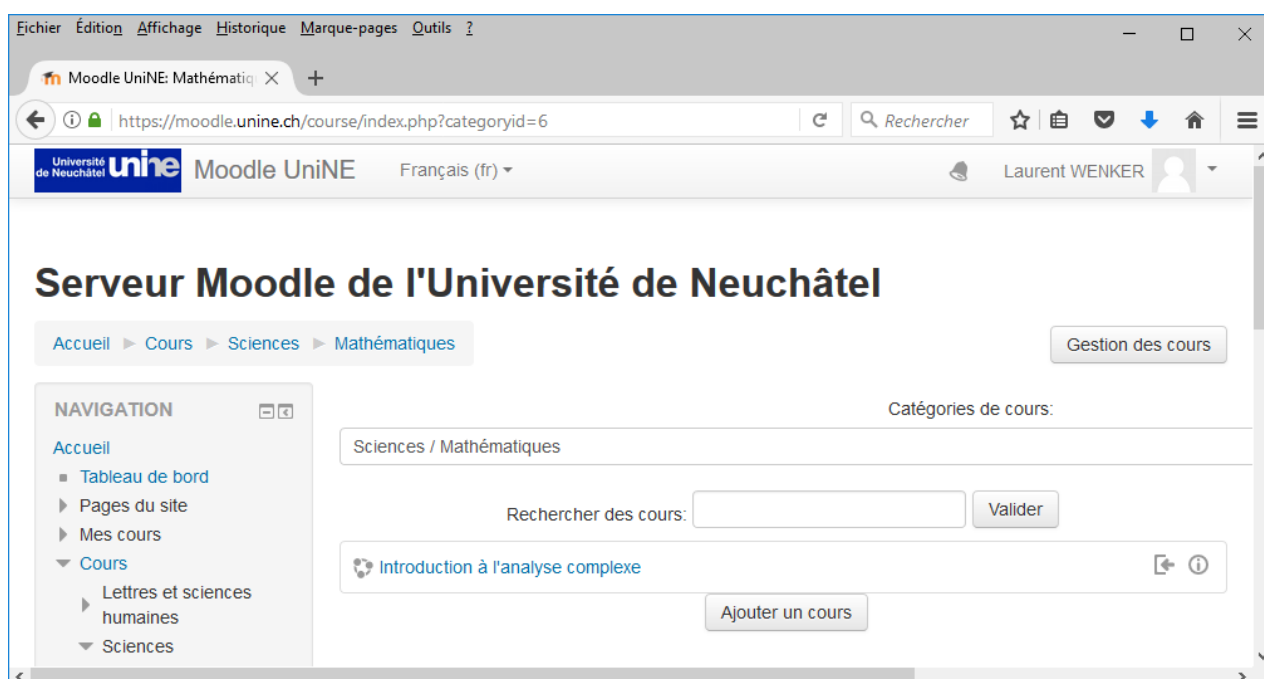 Fichier Édition Affichage Historique Marque-pages Outils ?
Moodle UniNE: Mathématiq
https://moodle.unine.ch/course/index.php?categoryid=6
Rechercher
Université de Neuchâtel unine
Moodle UniNE
Français (fr)
Laurent WENKER
Serveur Moodle de l'Université de Neuchâtel
Accueil Cours Sciences Mathématiques
Gestion des cours
NAVIGATION
Accueil
Tableau de bord
Pages du site
Mes cours
Cours
Lettres et sciences
humaines
Sciences
Catégories de cours:
Sciences / Mathématiques
Rechercher des cours:
Valider
Introduction à l'analyse complexe
Ajouter un cours